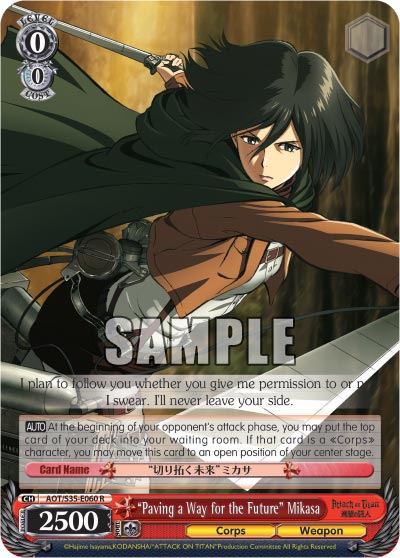 LEVEL
0
0
COST
SAMPLE
I plan to follow you whether you give me permission to or n
I swear. I'll never leave your side.
AUTO At the beginning of your opponent's attack phase, you may put the top
card of your deck into your waiting room. If that card is a «Corps»
character, you may move this card to an open position of your center stage.
Card Name "切り拓く未来"ミカサ
CH AOT/S35-E060 R
POWER 2500 SOUL "Paving a Way for the Future" Mikasa Attack on Titan
進撃の巨人
Corps Weapon
©Hajime Isayama,KODANSHA/"ATTACK ON TITAN"Production Committee All Rights Reserved